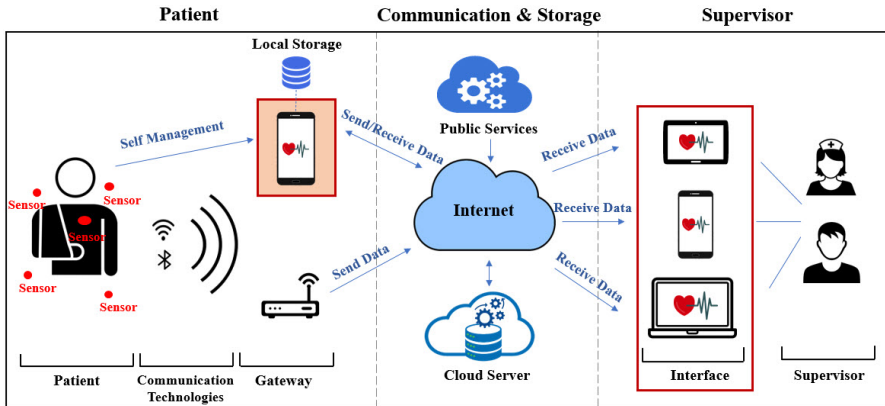 Patient
Communication & Storage
Supervisor
Local Storage
Self Management
Send/Receive Data
Public Services
Receive Data
Sensor
Sensor
Sensor
Internet
Receive Data
Send Data
Receive Data
Sensor
Sensor
Cloud Server
Patient
Communication
Technologies
Gateway
Interface
Supervisor